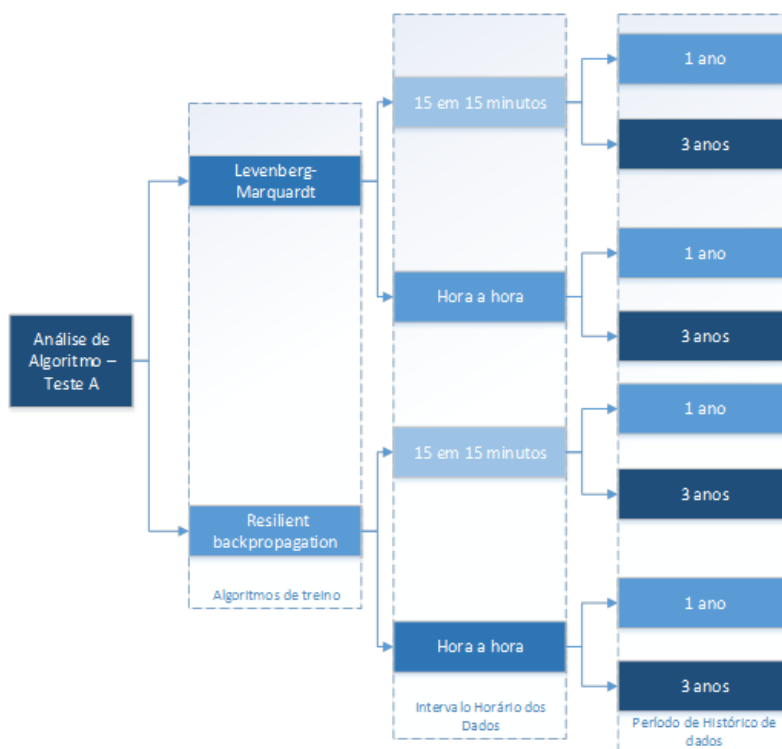 Análise de
Algoritmo –
Teste A
Levenberg-
Marquardt
Resilient
backpropagation
Algoritmos de treino
15 em 15 minutos
Hora a hora
15 em 15 minutos
Hora a hora
Intervalo Horário dos
Dados
1 ano
3 anos
1 ano
3 anos
1 ano
3 anos
1 ano
3 anos
Período de Histórico de
dados